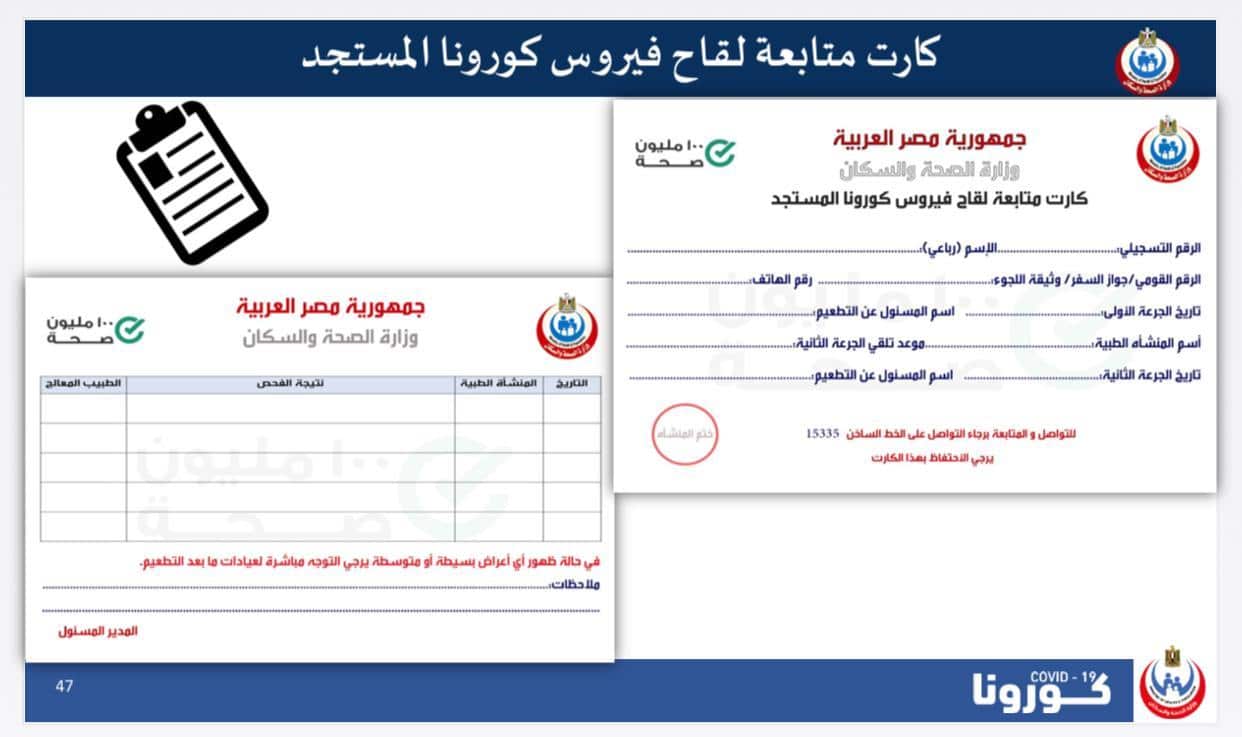 كارت متابعة لقاح فيروس كورونا المستجد
جمهورية مصر العربية
وزارة الصحة والسكان
كارت متابعة لقاح فيروس كورونا المستجد
١٠٠ مليون
صحة
الرقم التسجيلي:..........الإسم (رباعي):..........
الرقم القومي/جواز السفر/ وثيقة اللجوء:.......... رقم الهاتف:..........
تاريخ الجرعة الأولى:.......... اسم المسئول عن التطعيم:..........
أسم المنشأه الطبية:..........موعد تلقي الجرعة الثانية:..........
تاريخ الجرعة الثانية:.......... اسم المسئول عن التطعيم:..........
للتواصل و المتابعة برجاء التواصل على الخط الساخن 15335
يرجي الاحتفاظ بهذا الكارت
ختم المنشأه
جمهورية مصر العربية
وزارة الصحة والسكان
١٠٠ مليون
صحة
التاريخ المنشأة الطبية نتيجة الفحص الطبيب المعالج
١٠٠ مليون
صحة
في حالة ظهور أي أعراض بسيطة أو متوسطة يرجي التوجه مباشرة لعيادات ما بعد التطعيم.
ملاحظات:..........
المدير المسئول
COVID - 19
كورونا
47